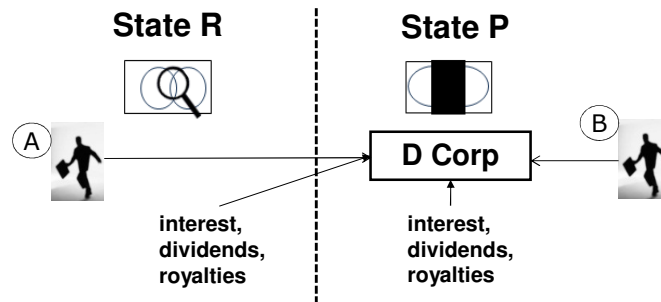 State R
State P
A
B
D Corp
interest,
dividends,
royalties
interest,
dividends,
royalties